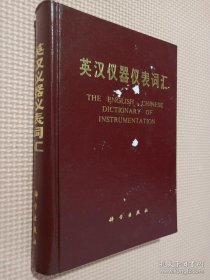 英汉仪器仪表词汇
THE ENGLISH-CHINESE
DICTIONARY OF
INSTRUMENTATION
科学出版社
英汉仪器仪表词汇